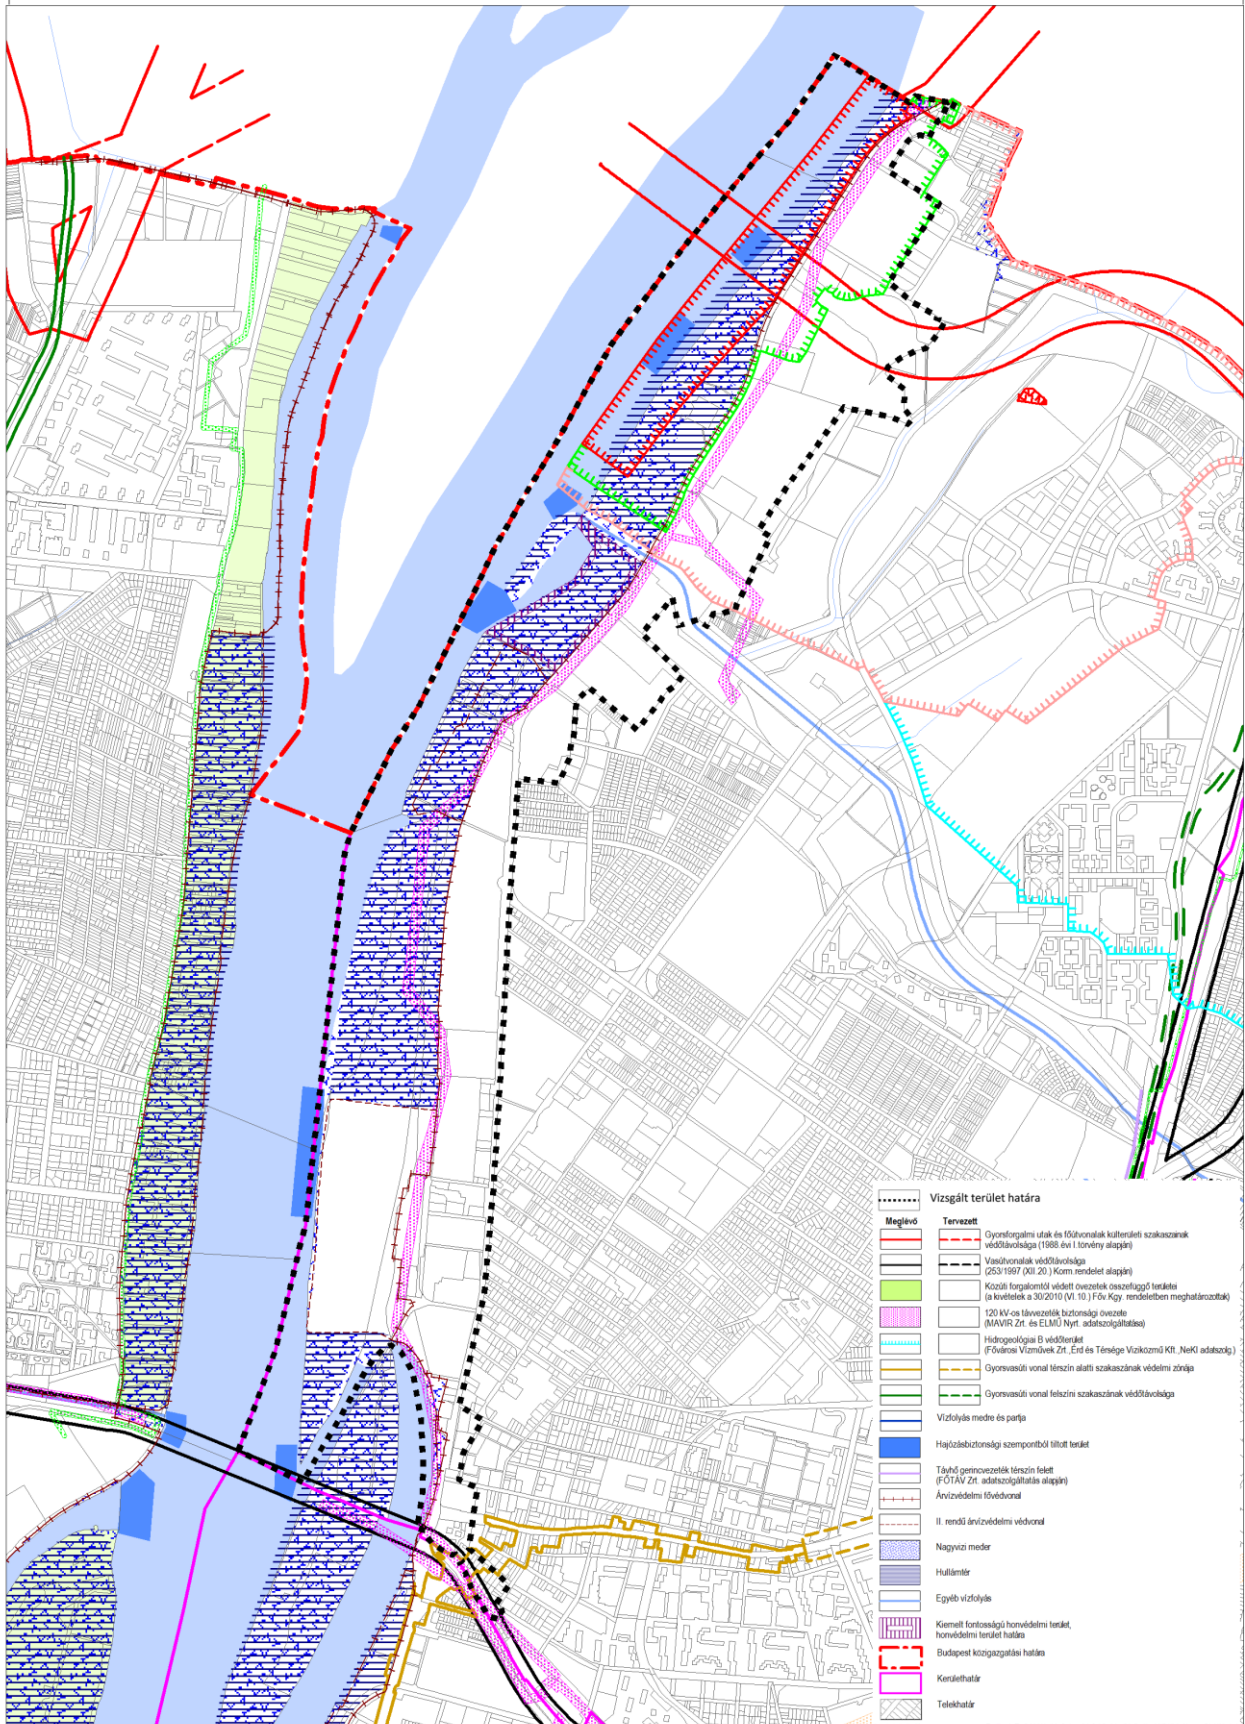 Vizsgált terület határa
Meglévő Tervezett
Gyorsforgalmi utak és főútvonalak külterületi szakaszainak
védőtávolsága (1988.évi I.törvény alapján)
Vasútvonalak védőtávolsága
(253/1997 (XII.20.) Korm.rendelet alapján)
Közúti forgalomtól védett övezetek összefüggő területei
(a kivételek a 30/2010 (VI.10.) Főv.Kgy. rendeletben meghatározottak)
120 kV-os távvezeték biztonsági övezete
(MAVIR Zrt. és ELMŰ Nyrt. adatszolgáltatása)
Hidrogeológiai B védőterület
(Fővárosi Vízművek Zrt.,Érd és Térsége Víziközmű Kft.,NeKI adatszolg.)
Gyorsvasúti vonal térszín alatti szakaszának védelmi zónája
Gyorsvasúti vonal felszíni szakaszának védőtávolsága
Vízfolyás medre és partja
Hajózásbiztonsági szempontból tiltott terület
Távhő gerincvezeték térszín felett
(FŐTÁV Zrt. adatszolgáltatás alapján)
Árvízvédelmi fővédvonal
II. rendű árvízvédelmi védvonal
Nagyvízi meder
Hullámtér
Egyéb vízfolyás
Kiemelt fontosságú honvédelmi terület,
honvédelmi terület határa
Budapest közigazgatási határa
Kerülethatár
Telekhatár